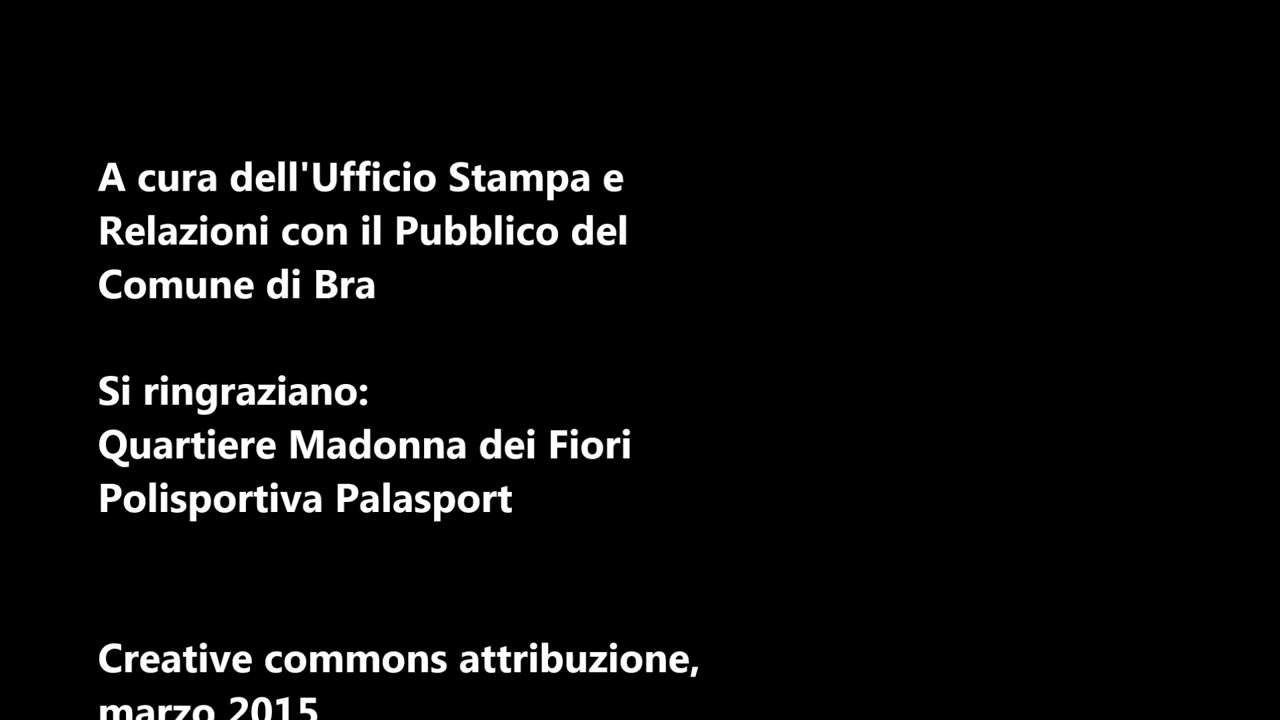 A cura dell'Ufficio Stampa e
Relazioni con il Pubblico del
Comune di Bra
Si ringraziano:
Quartiere Madonna dei Fiori
Polisportiva Palasport
Creative commons attribuzione,
marzo 2015